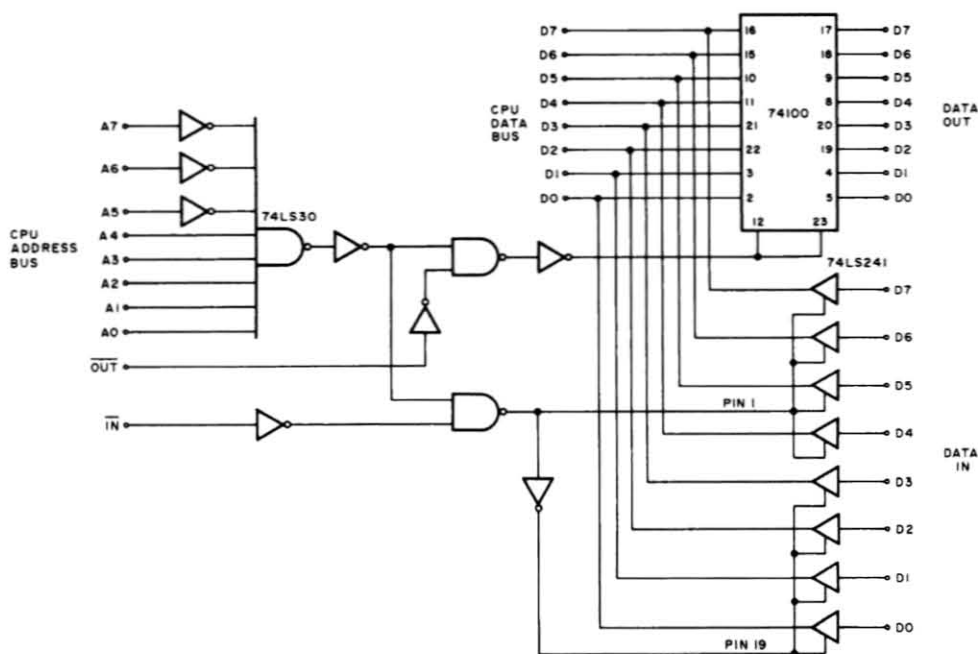 D7 16 17 D7
D6 15 18 D6
D5 10 9 D5
D4 11 8 D4
D3 21 20 D3
D2 22 19 D2
D1 3 4 D1
D0 2 5 D0
12 23
CPU
DATA
BUS
74100
DATA
OUT
A7
A6
A5
A4
A3
A2
A1
A0
CPU
ADDRESS
BUS
74LS30
OUT
IN
74LS241
D7
D6
D5
D4
D3
D2
D1
D0
PIN 1
PIN 19
DATA
IN